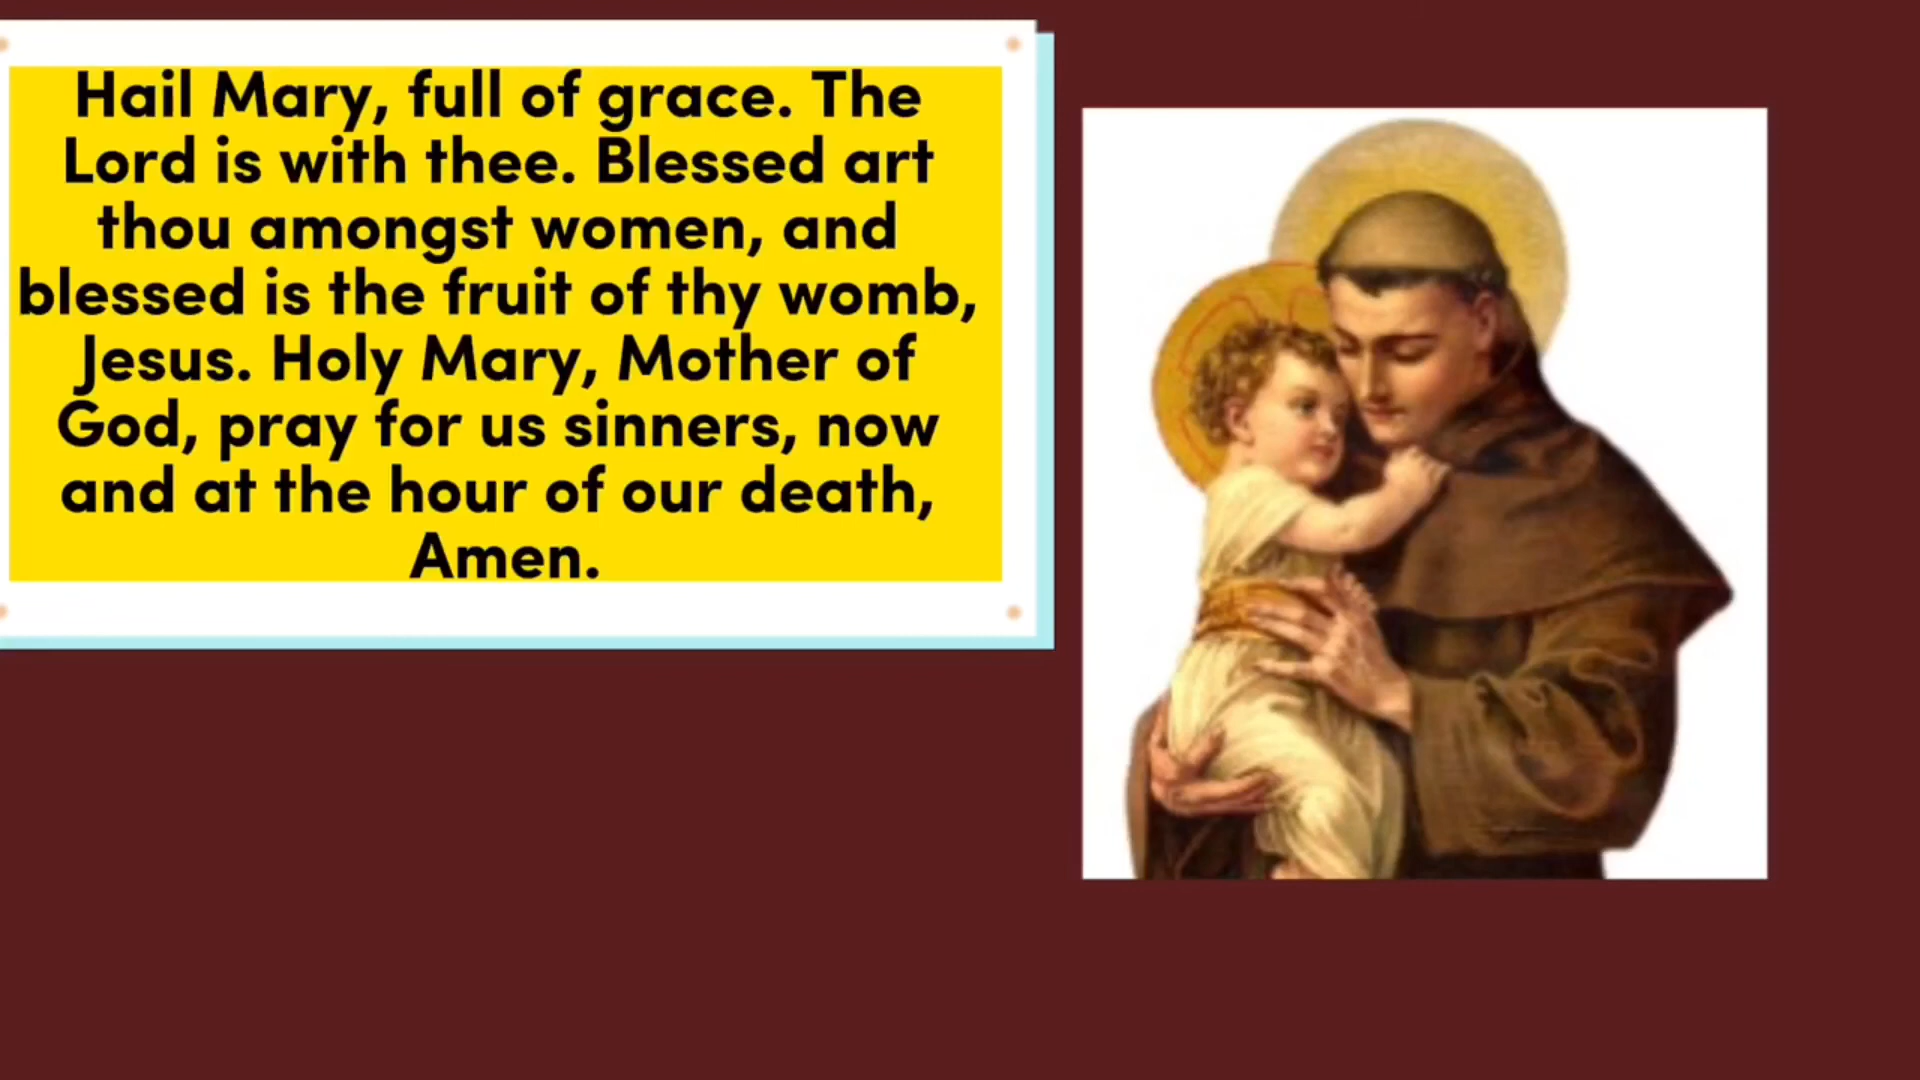 Hail Mary, full of grace. The
Lord is with thee. Blessed art
thou amongst women, and
blessed is the fruit of thy womb,
Jesus. Holy Mary, Mother of
God, pray for us sinners, now
and at the hour of our death,
Amen.